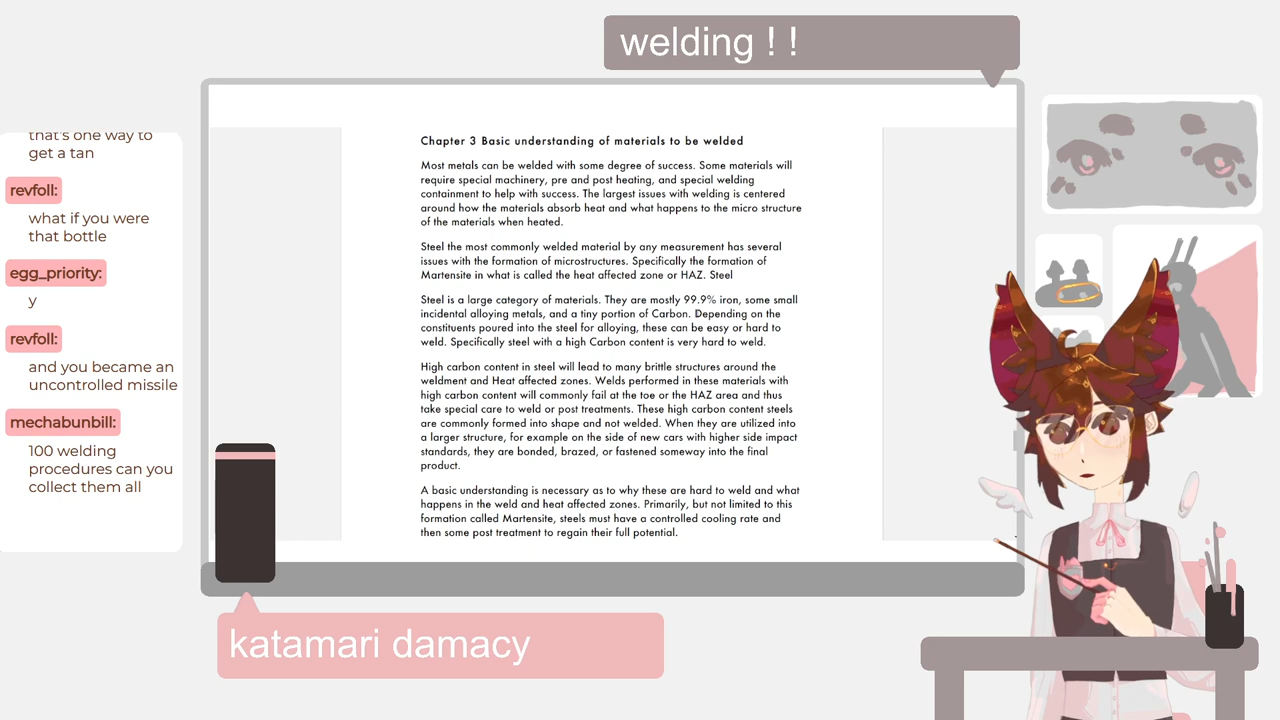 welding ! !
that's one way to
get a tan
revfoll:
what if you were
that bottle
egg_priority:
y
revfoll:
and you became an
uncontrolled missile
mechabunbill:
100 welding
procedures can you
collect them all
Chapter 3 Basic understanding of materials to be welded
Most metals can be welded with some degree of success. Some materials will
require special machinery, pre and post heating, and special welding
containment to help with success. The largest issues with welding is centered
around how the materials absorb heat and what happens to the micro structure
of the materials when heated.
Steel the most commonly welded material by any measurement has several
issues with the formation of microstructures. Specifically the formation of
Martensite in what is called the heat affected zone or HAZ. Steel
Steel is a large category of materials. They are mostly 99.9% iron, some small
incidental alloying metals, and a tiny portion of Carbon. Depending on the
constituents poured into the steel for alloying, these can be easy or hard to
weld. Specifically steel with a high Carbon content is very hard to weld.
High carbon content in steel will lead to many brittle structures around the
weldment and Heat affected zones. Welds performed in these materials with
high carbon content will commonly fail at the toe or the HAZ area and thus
take special care to weld or post treatments. These high carbon content steels
are commonly formed into shape and not welded. When they are utilized into
a larger structure, for example on the side of new cars with higher side impact
standards, they are bonded, brazed, or fastened someway into the final
product.
A basic understanding is necessary as to why these are hard to weld and what
happens in the weld and heat affected zones. Primarily, but not limited to this
formation called Martensite, steels must have a controlled cooling rate and
then some post treatment to regain their full potential.
katamari damacy